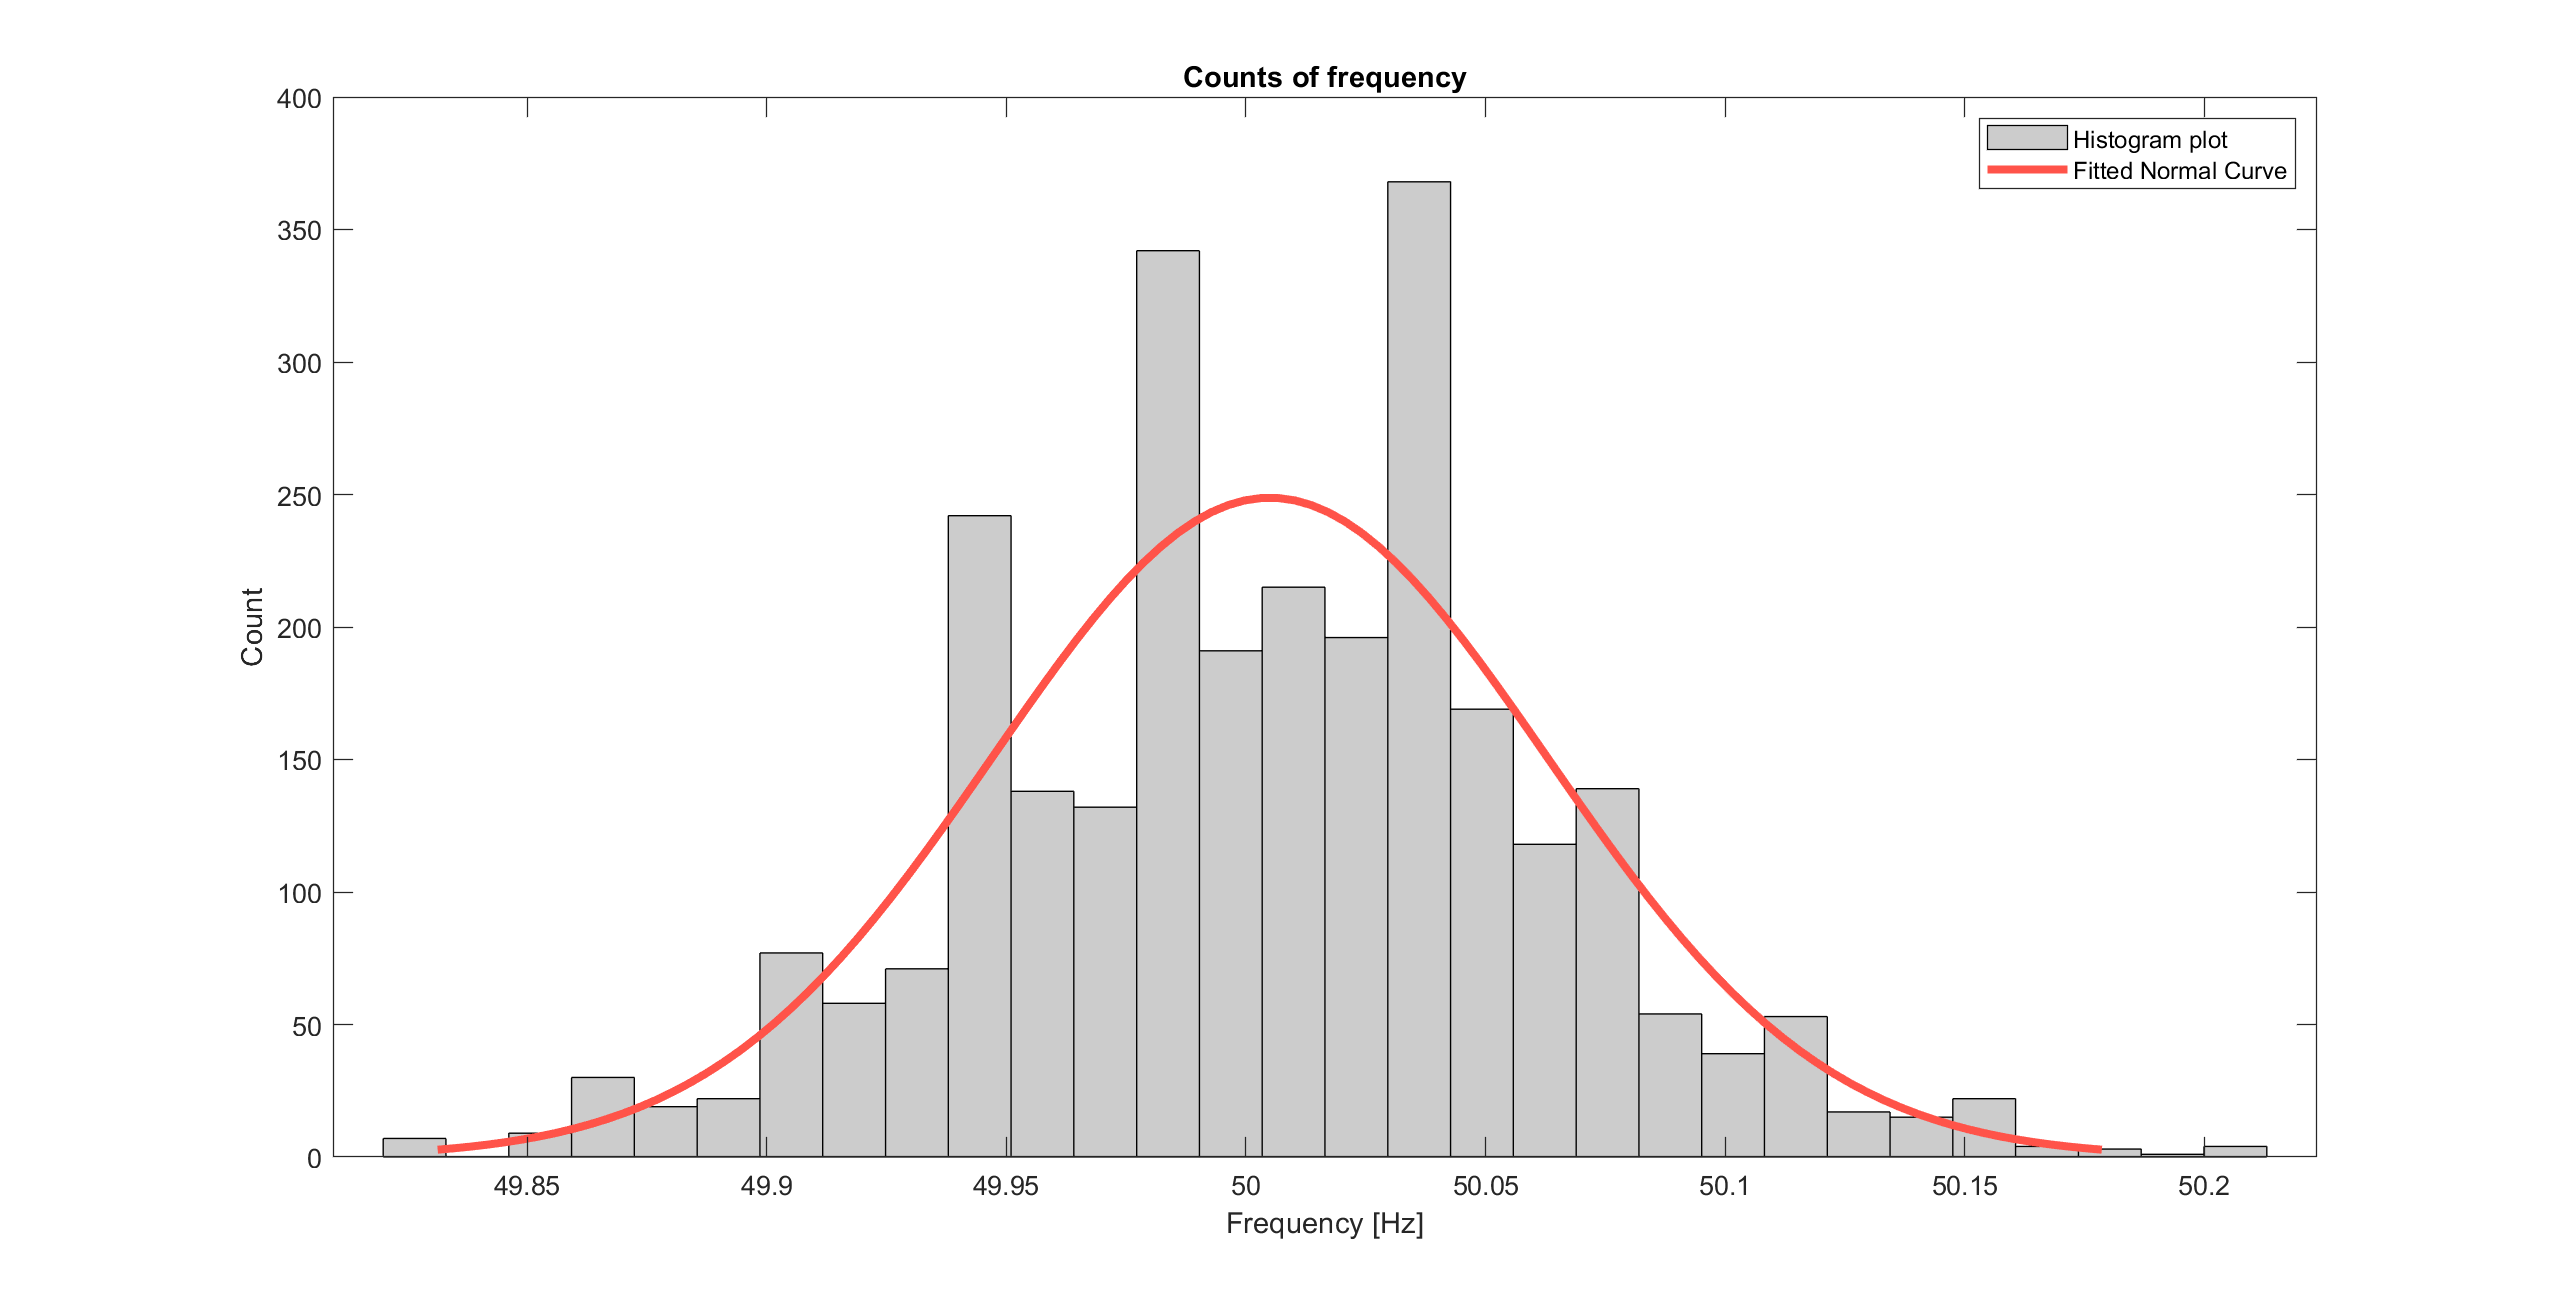 Counts of frequency
400
350
300
250
200
150
100
50
0
Count
Histogram plot
Fitted Normal Curve
49.85 49.9 49.95 50 50.05 50.1 50.15 50.2
Frequency [Hz]